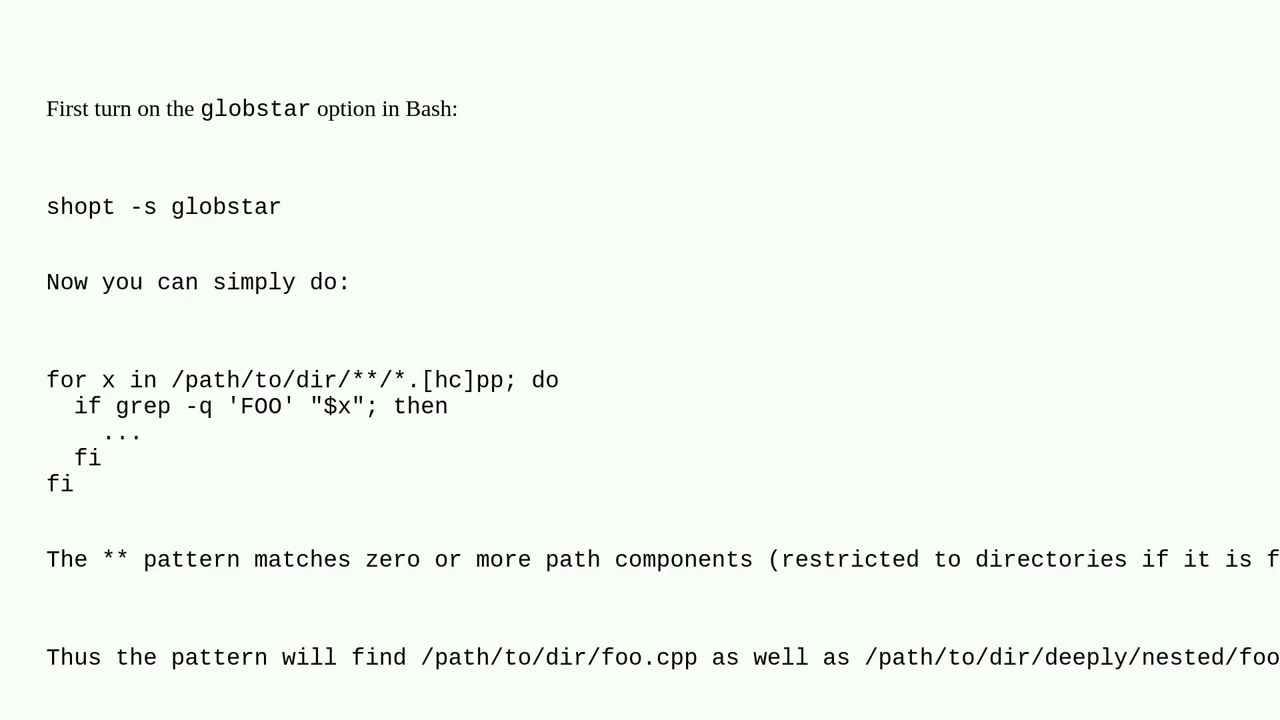 First turn on the globstar option in Bash:
shopt -s globstar
Now you can simply do:
for x in /path/to/dir/**/*.[hc]pp; do
  if grep -q 'FOO' "$x"; then
    ...
  fi
fi
The ** pattern matches zero or more path components (restricted to directories if it is f
Thus the pattern will find /path/to/dir/foo.cpp as well as /path/to/dir/deeply/nested/foo